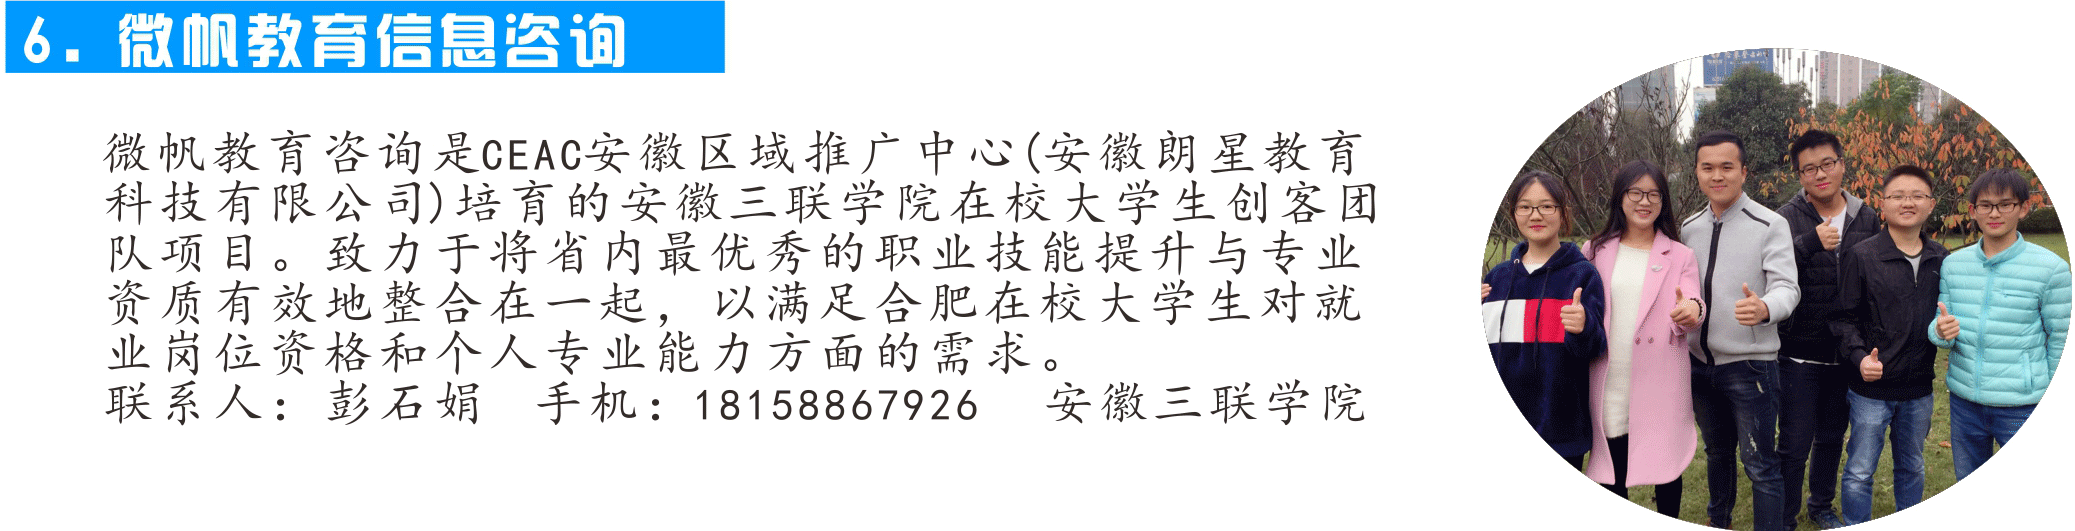 6. 微帆教育信息咨询
微帆教育咨询是CEAC安徽区域推广中心(安徽朗星教育
科技有限公司)培育的安徽三联学院在校大学生创客团
队项目。致力于将省内最优秀的职业技能提升与专业
资质有效地整合在一起，以满足合肥在校大学生对就
业岗位资格和个人专业能力方面的需求。
联系人：彭石娟 手机：18158867926 安徽三联学院